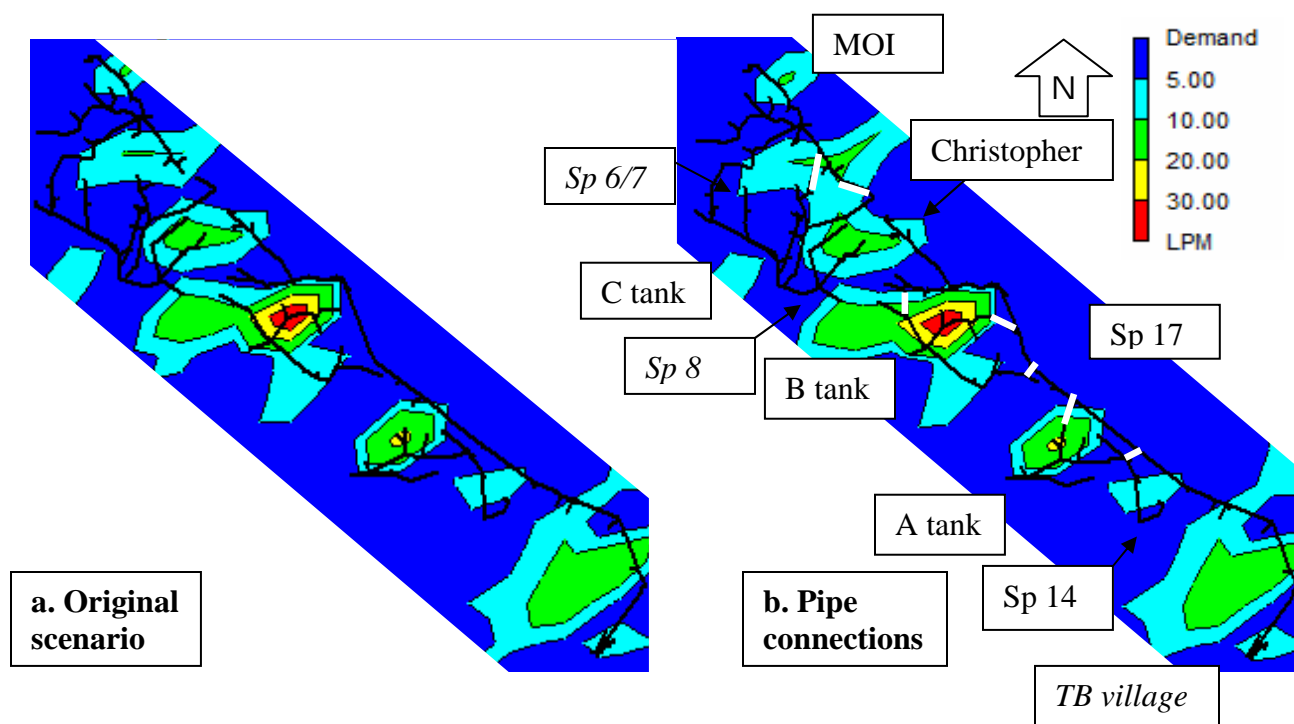 MOI
N
Demand
5.00
10.00
20.00
30.00
LPM
Christopher
Sp 6/7
C tank
Sp 8
B tank
Sp 17
A tank
Sp 14
TB village
a. Original
scenario
b. Pipe
connections